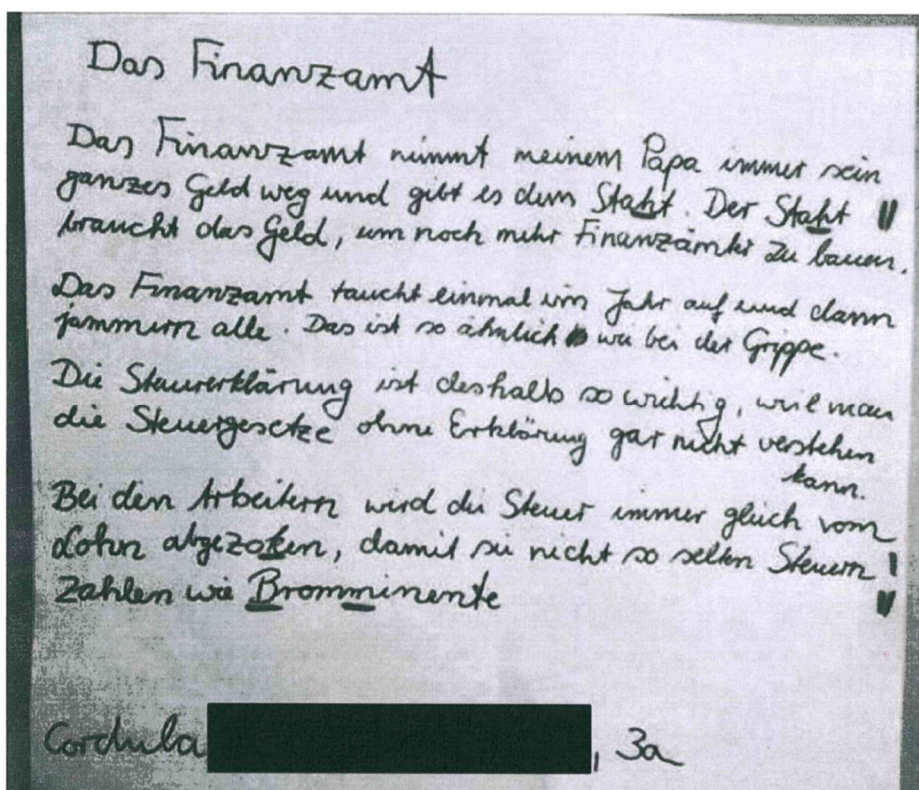 Das Finanzamt
Das Finanzamt nimmt meinem Papa immer sein
ganzes Geld weg und gibt es dem Staht. Der Staht
braucht das Geld, um noch mehr Finanzämter zu bauen.
Das Finanzamt taucht einmal im Jahr auf und dann
jammern alle. Das ist so ähnlich wie bei der Grippe.
Die Steuererklärung ist deshalb so wichtig, weil man
die Steuergesetze ohne Erklärung gar nicht verstehen
kann.
Bei den Arbeitern wird die Steuer immer gleich vom
Lohn abgezoken, damit sie nicht so selten Steuern
zahlen wie Bromminente
Cordula , 3a